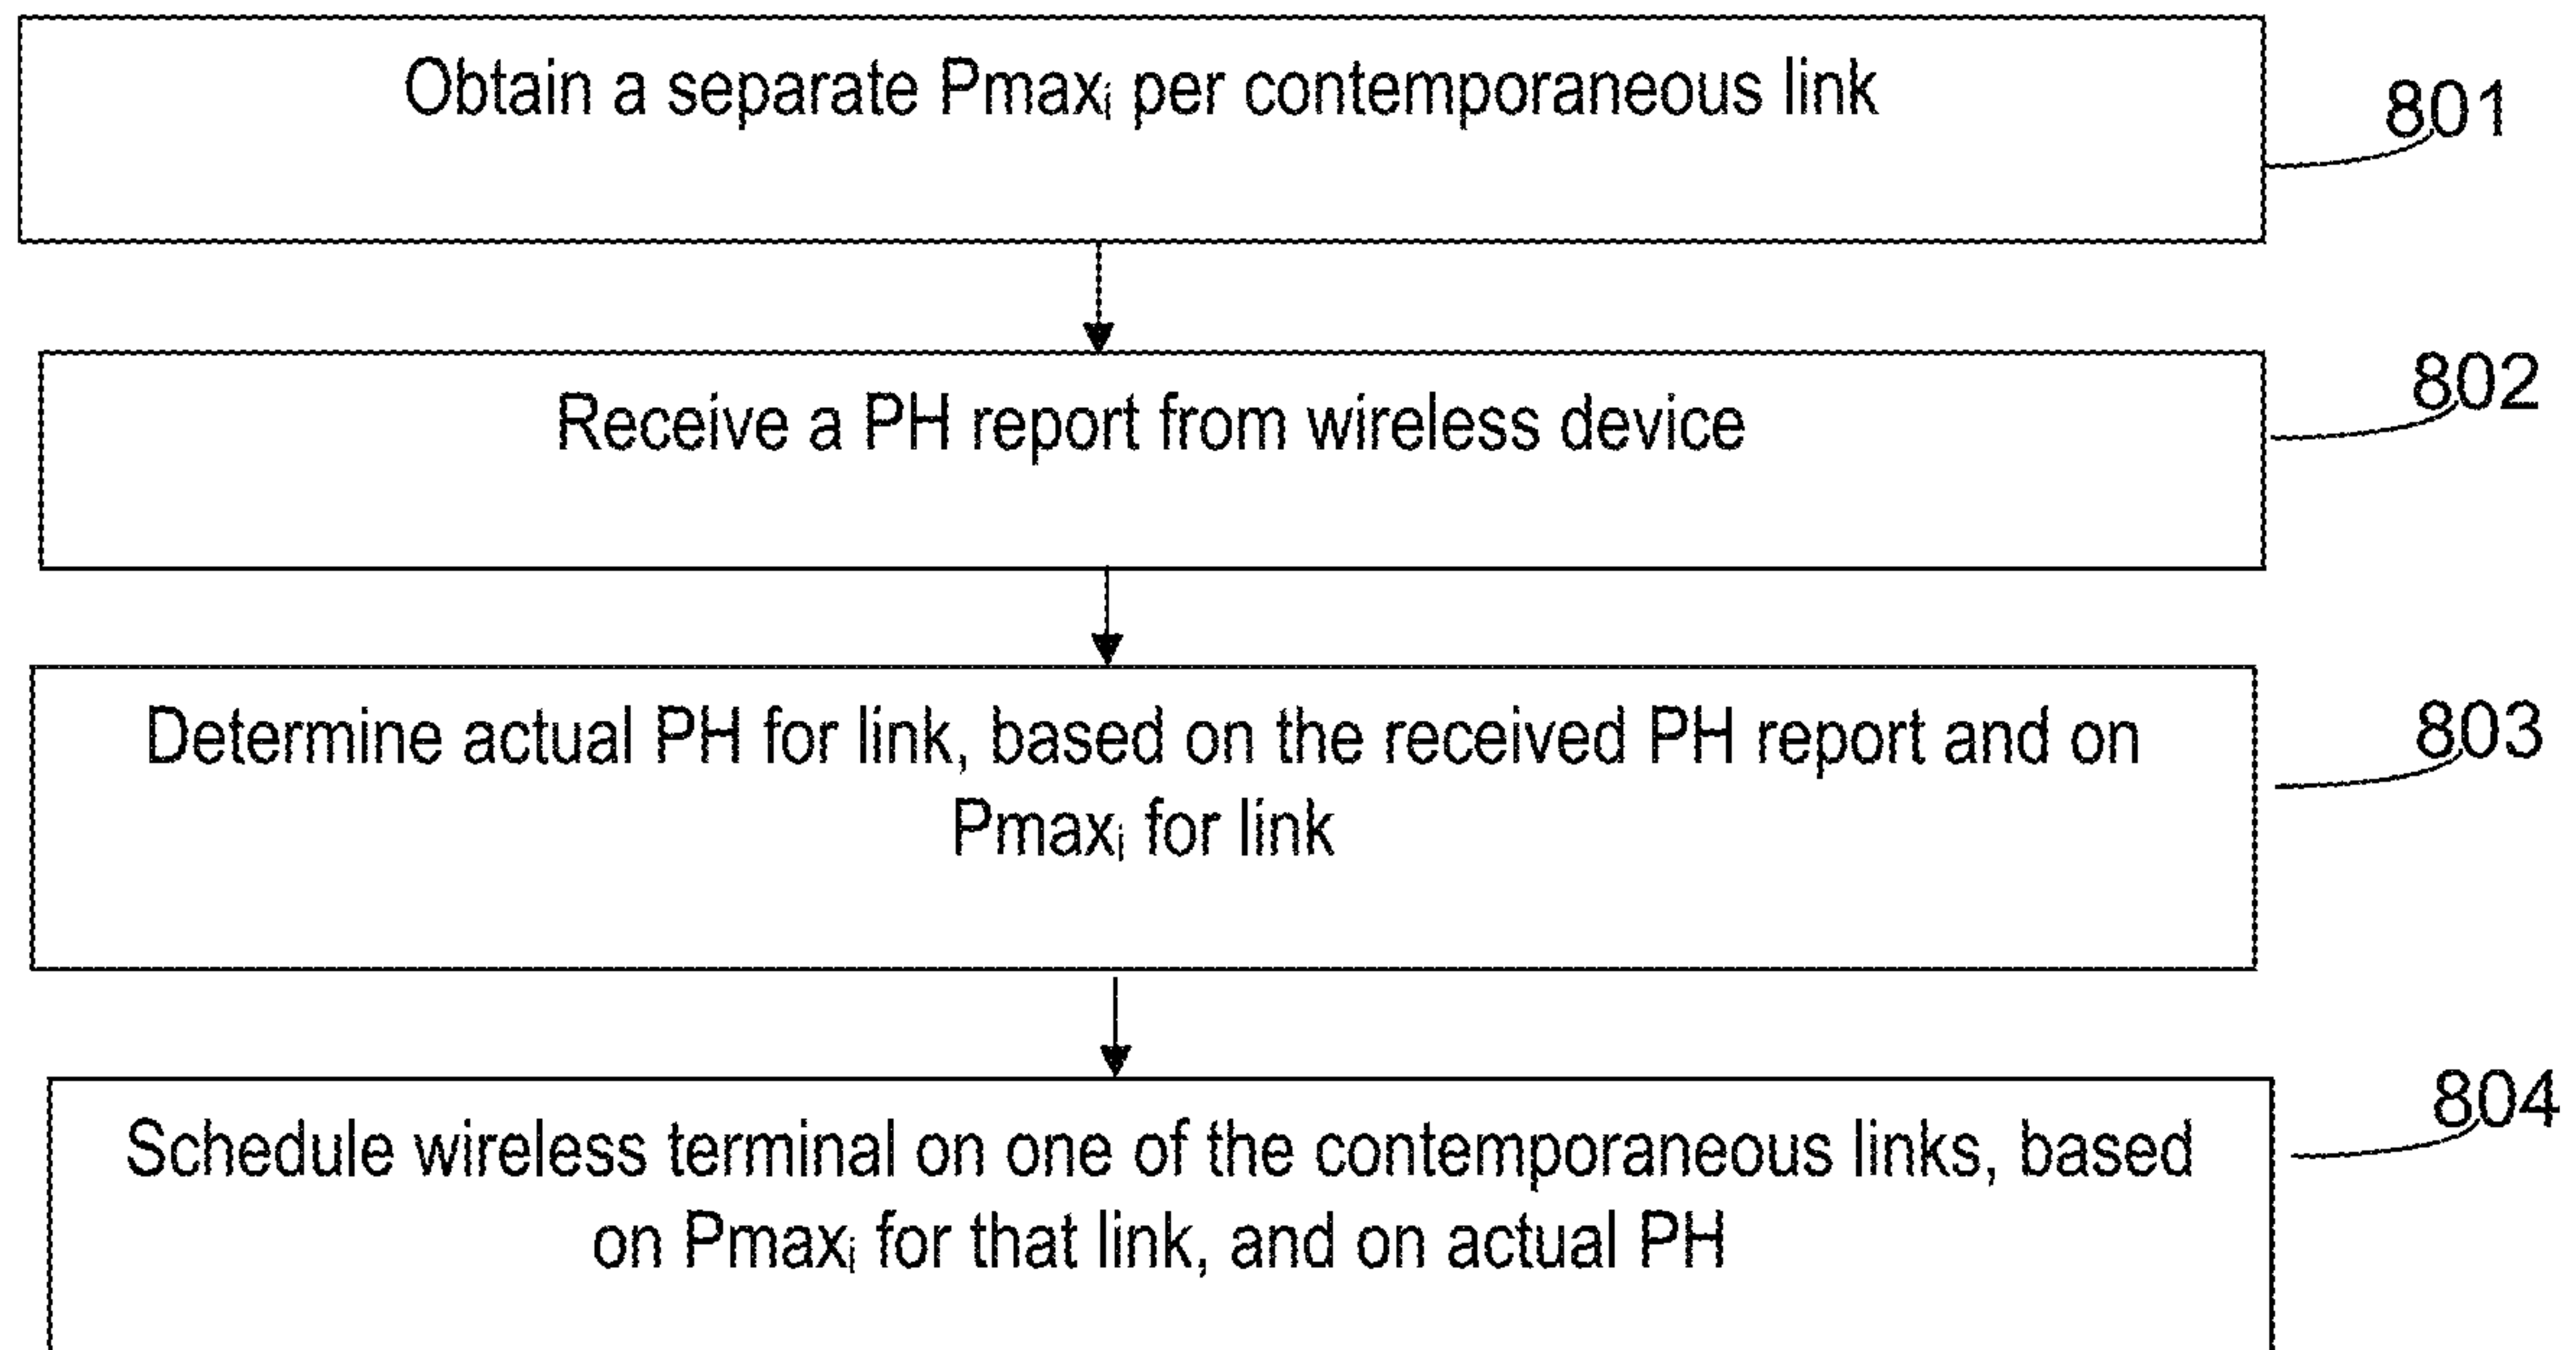 Obtain a separate Pmaxᵢ per contemporaneous link
801
Receive a PH report from wireless device
802
Determine actual PH for link, based on the received PH report and on
Pmaxᵢ for link
803
Schedule wireless terminal on one of the contemporaneous links, based
on Pmaxᵢ for that link, and on actual PH
804